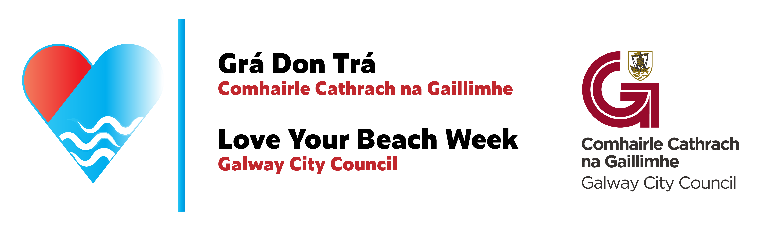 Grá Don Trá
Comhairle Cathrach na Gaillimhe
Love Your Beach Week
Galway City Council
Comhairle Cathrach
na Gaillimhe
Galway City Council